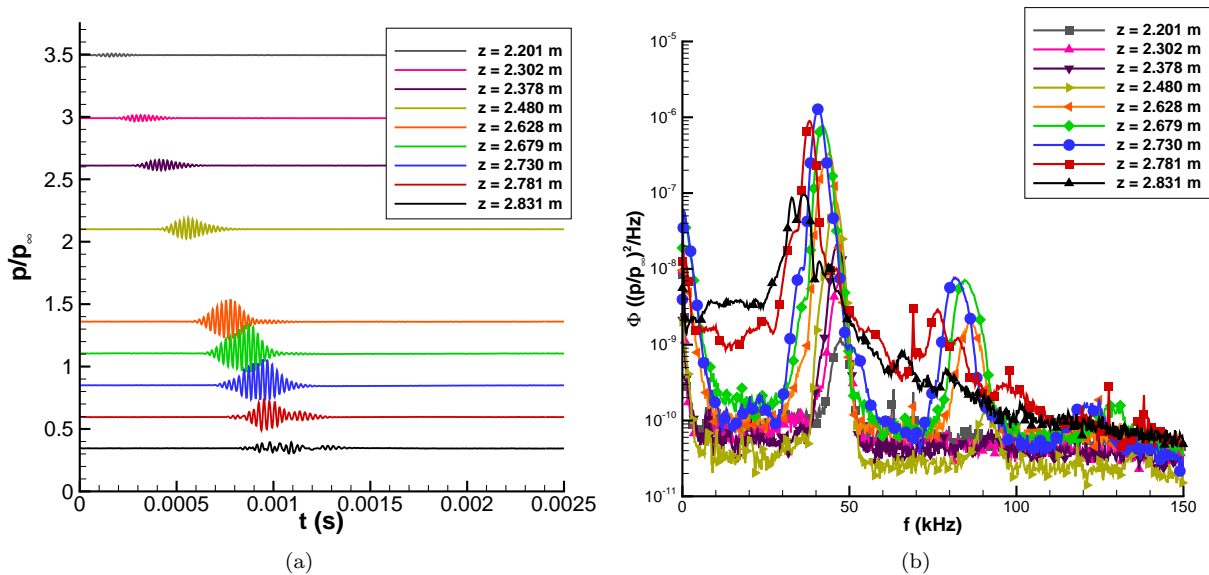 3.5
3
2.5
2
1.5
1
0.5
0
p/p∞
0
0.0005
0.001
0.0015
0.002
0.0025
t (s)
z = 2.201 m
z = 2.302 m
z = 2.378 m
z = 2.480 m
z = 2.628 m
z = 2.679 m
z = 2.730 m
z = 2.781 m
z = 2.831 m
(a)
10⁻⁵
10⁻⁶
10⁻⁷
10⁻⁸
10⁻⁹
10⁻¹⁰
10⁻¹¹
Φ ((p/p∞)²/Hz)
0
50
100
150
f (kHz)
z = 2.201 m
z = 2.302 m
z = 2.378 m
z = 2.480 m
z = 2.628 m
z = 2.679 m
z = 2.730 m
z = 2.781 m
z = 2.831 m
(b)